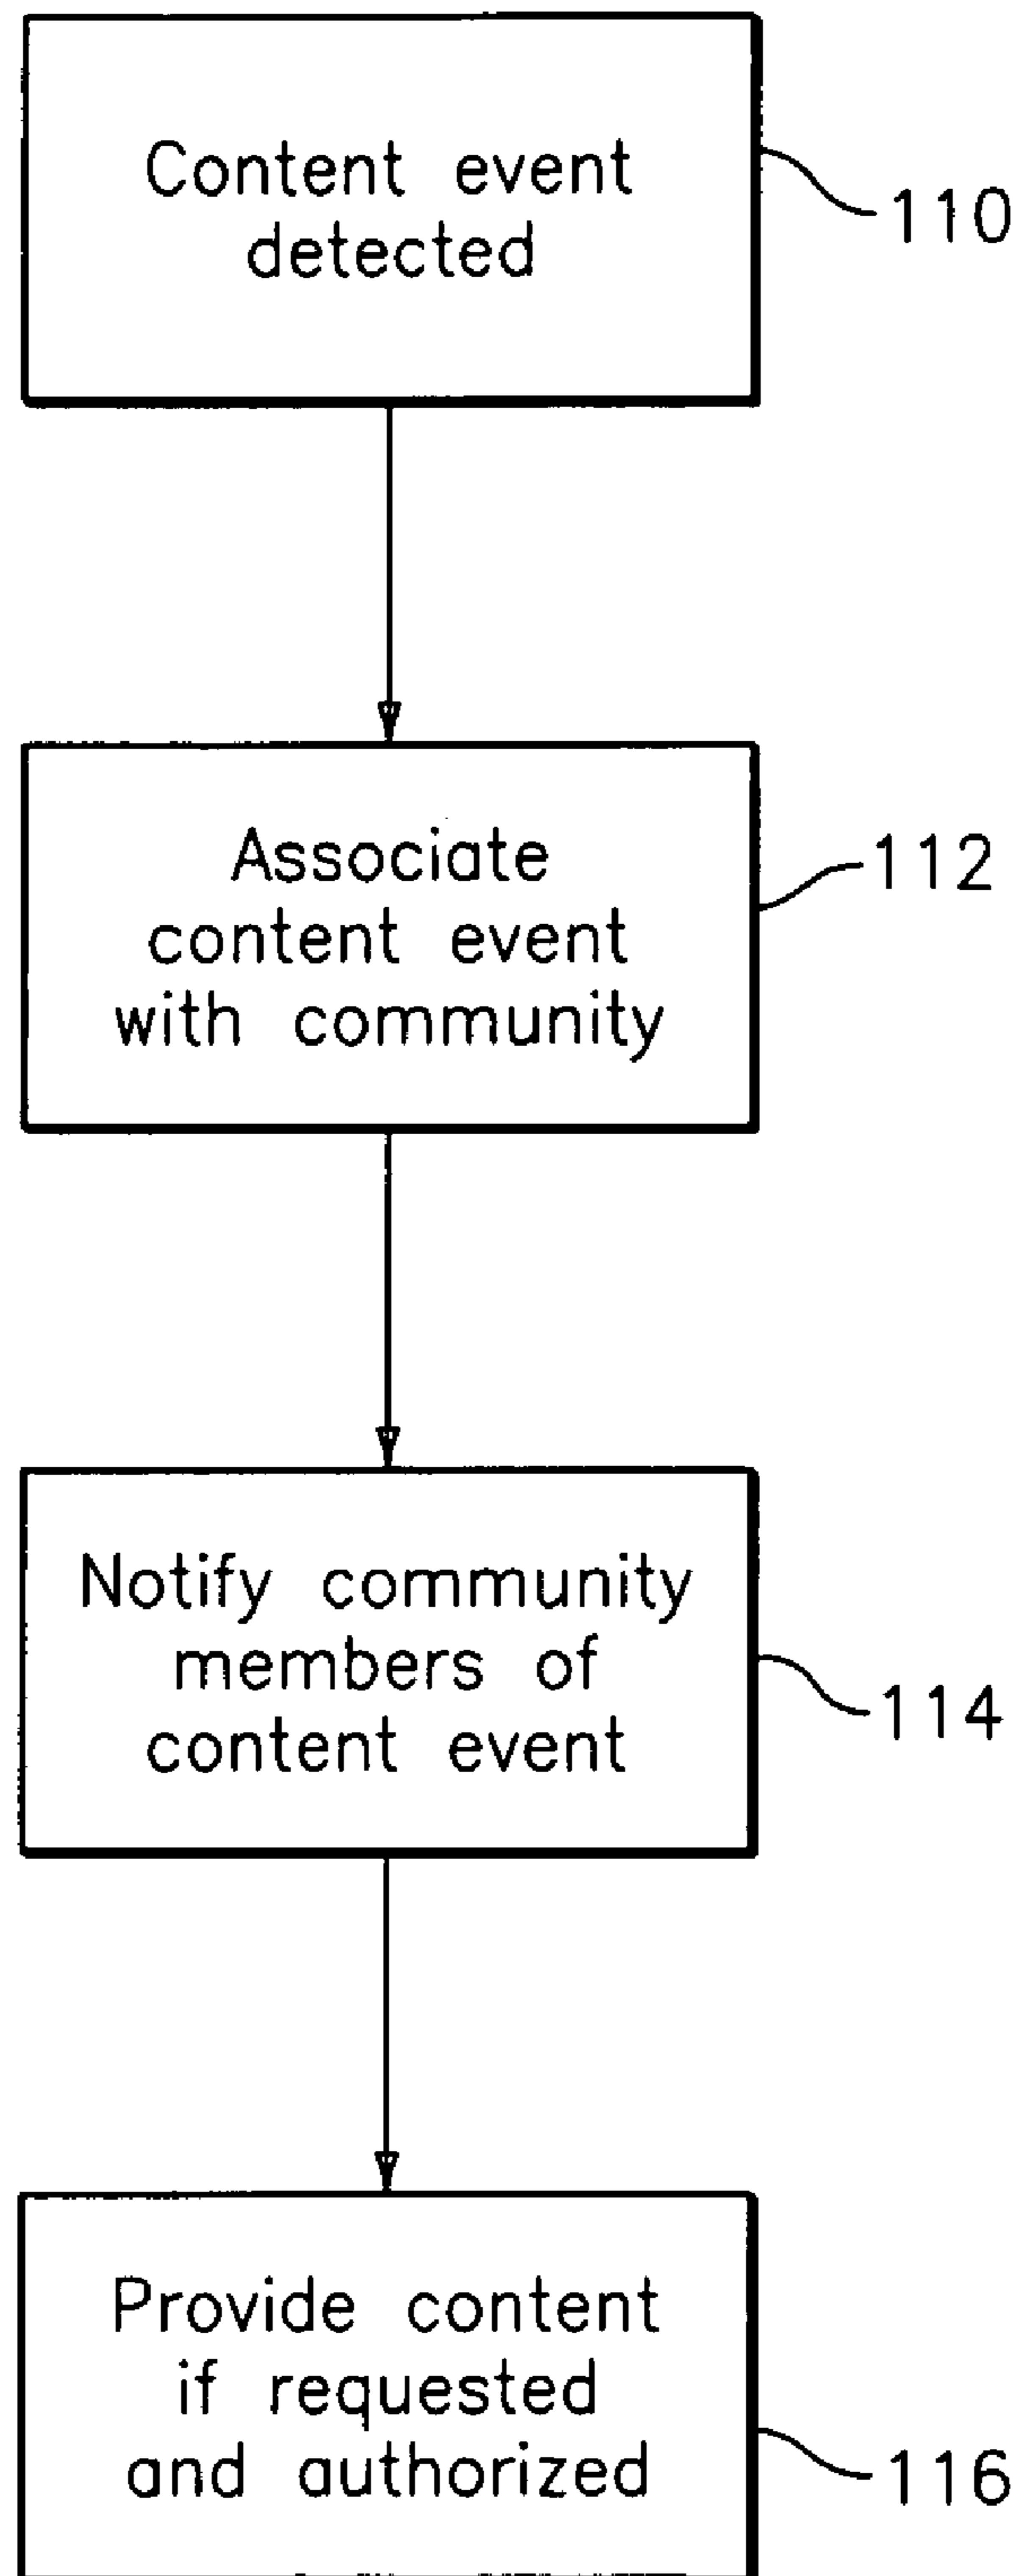 Content event
detected
110
Associate
content event
with community
112
Notify community
members of
content event
114
Provide content
if requested
and authorized
116